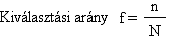 Kiválasztási arány f = n / N